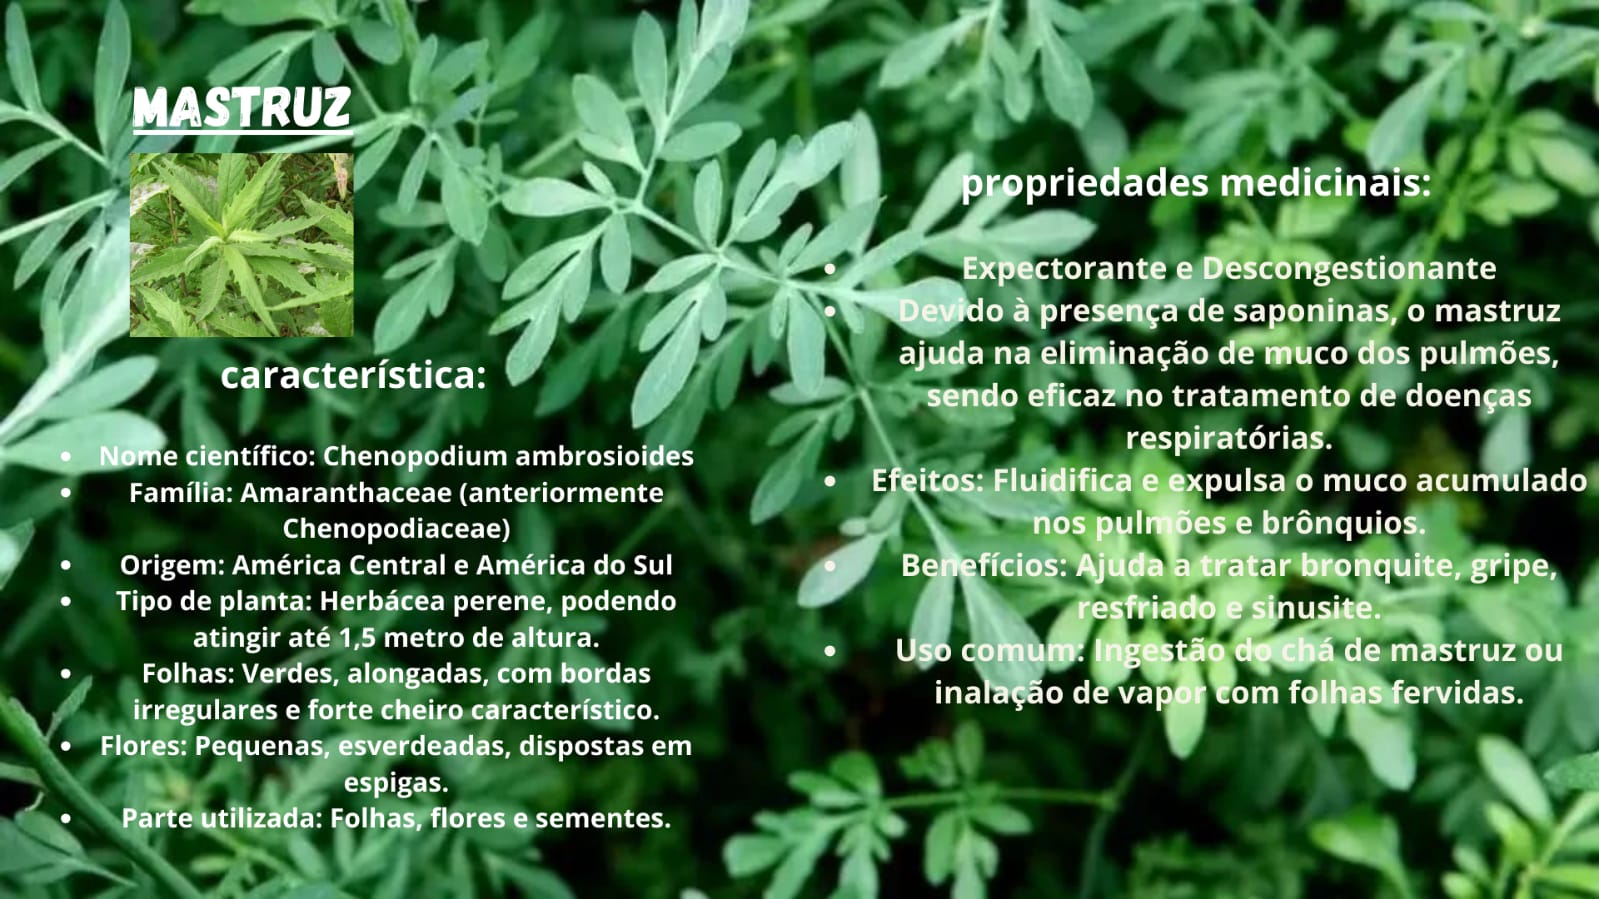 MASTRUZ
característica:
• Nome científico: Chenopodium ambrosioides
• Família: Amaranthaceae (anteriormente
Chenopodiaceae)
• Origem: América Central e América do Sul
• Tipo de planta: Herbácea perene, podendo
atingir até 1,5 metro de altura.
• Folhas: Verdes, alongadas, com bordas
irregulares e forte cheiro característico.
• Flores: Pequenas, esverdeadas, dispostas em
espigas.
• Parte utilizada: Folhas, flores e sementes.
propriedades medicinais:
• Expectorante e Descongestionante
• Devido à presença de saponinas, o mastruz
ajuda na eliminação de muco dos pulmões,
sendo eficaz no tratamento de doenças
respiratórias.
• Efeitos: Fluidifica e expulsa o muco acumulado
nos pulmões e brônquios.
• Benefícios: Ajuda a tratar bronquite, gripe,
resfriado e sinusite.
• Uso comum: Ingestão do chá de mastruz ou
inalação de vapor com folhas fervidas.